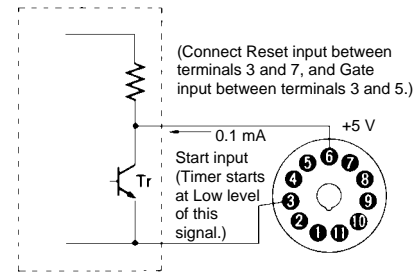 (Connect Reset input between
terminals 3 and 7, and Gate
input between terminals 3 and 5.)
0.1 mA
+5 V
Start input
(Timer starts
at Low level
of this
signal.)
Tr
1
2
3
4
5
6
7
8
9
10
11